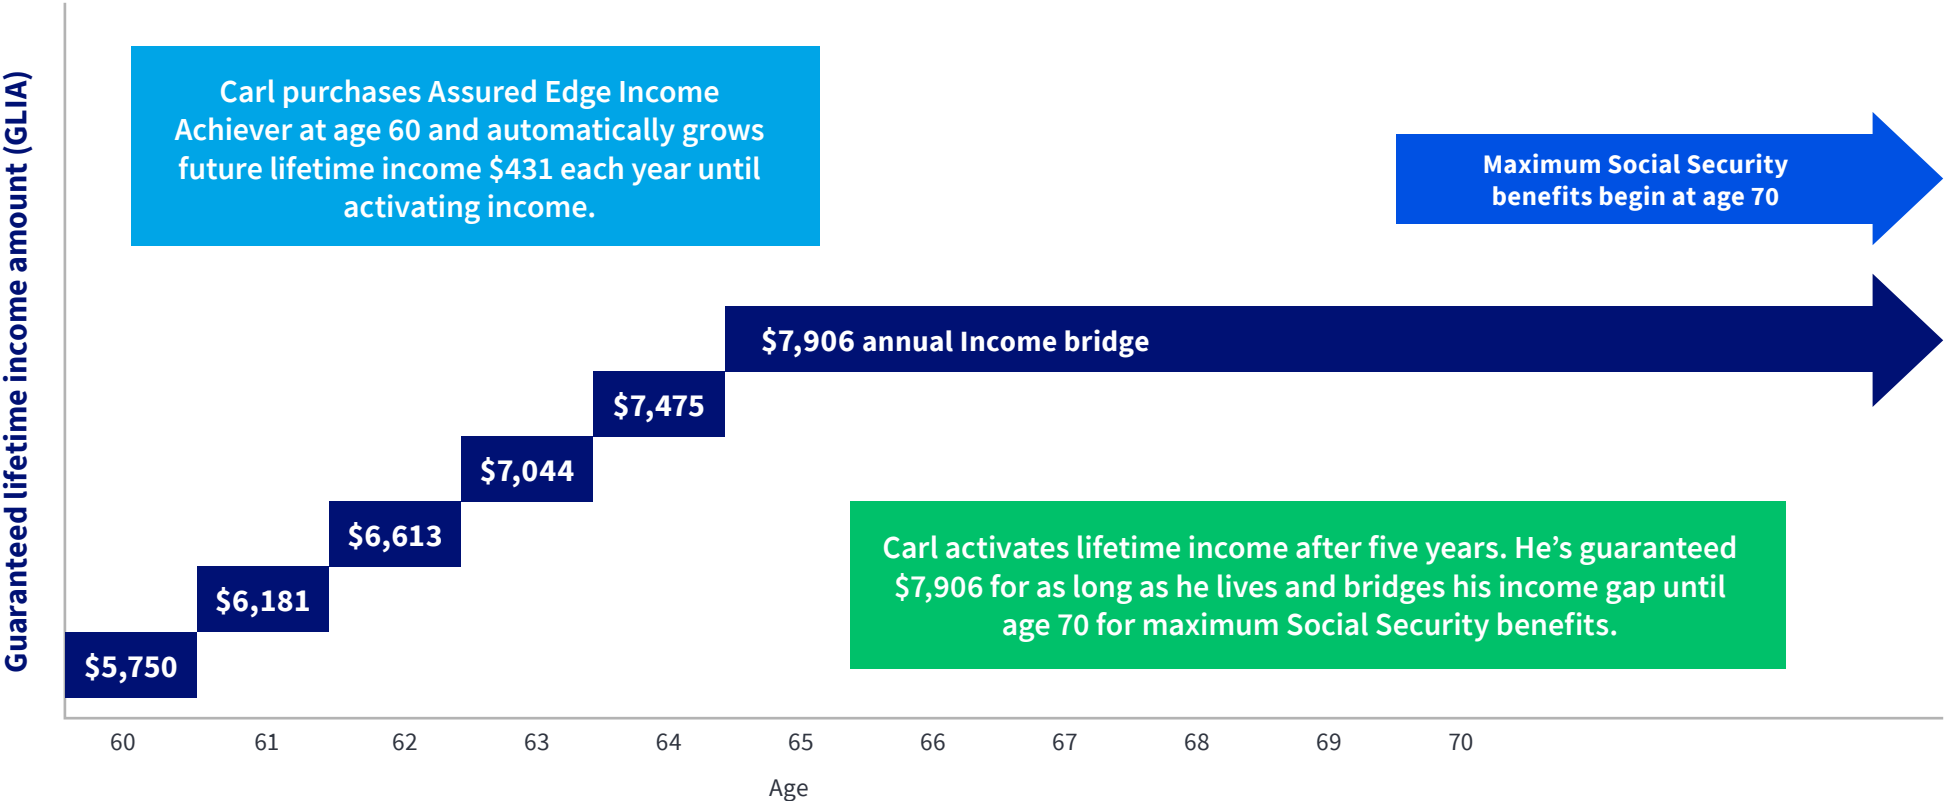 Guaranteed lifetime income amount (GLIA)
Carl purchases Assured Edge Income
Achiever at age 60 and automatically grows
future lifetime income $431 each year until
activating income.
Maximum Social Security
benefits begin at age 70
$7,906 annual Income bridge
$7,475
$7,044
$6,613
$6,181
$5,750
Carl activates lifetime income after five years. He’s guaranteed
$7,906 for as long as he lives and bridges his income gap until
age 70 for maximum Social Security benefits.
60 61 62 63 64 65 66 67 68 69 70
Age